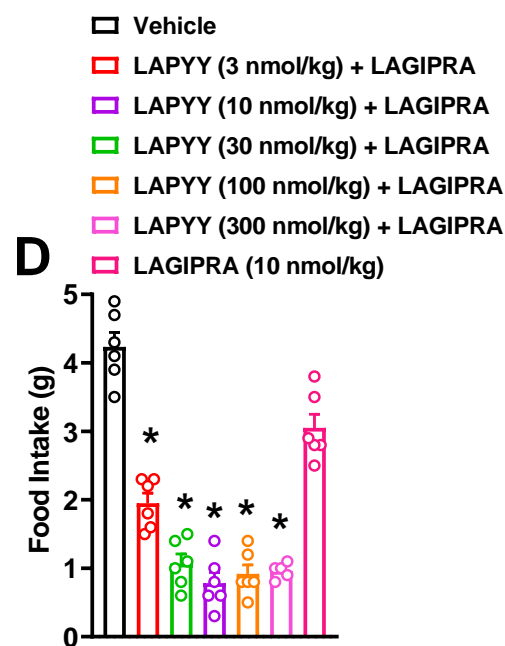 Vehicle
LAPYY (3 nmol/kg) + LAGIPRA
LAPYY (10 nmol/kg) + LAGIPRA
LAPYY (30 nmol/kg) + LAGIPRA
LAPYY (100 nmol/kg) + LAGIPRA
LAPYY (300 nmol/kg) + LAGIPRA
LAGIPRA (10 nmol/kg)
D
Food Intake (g)
5
4
3
2
1
0
*
*
*
*
*